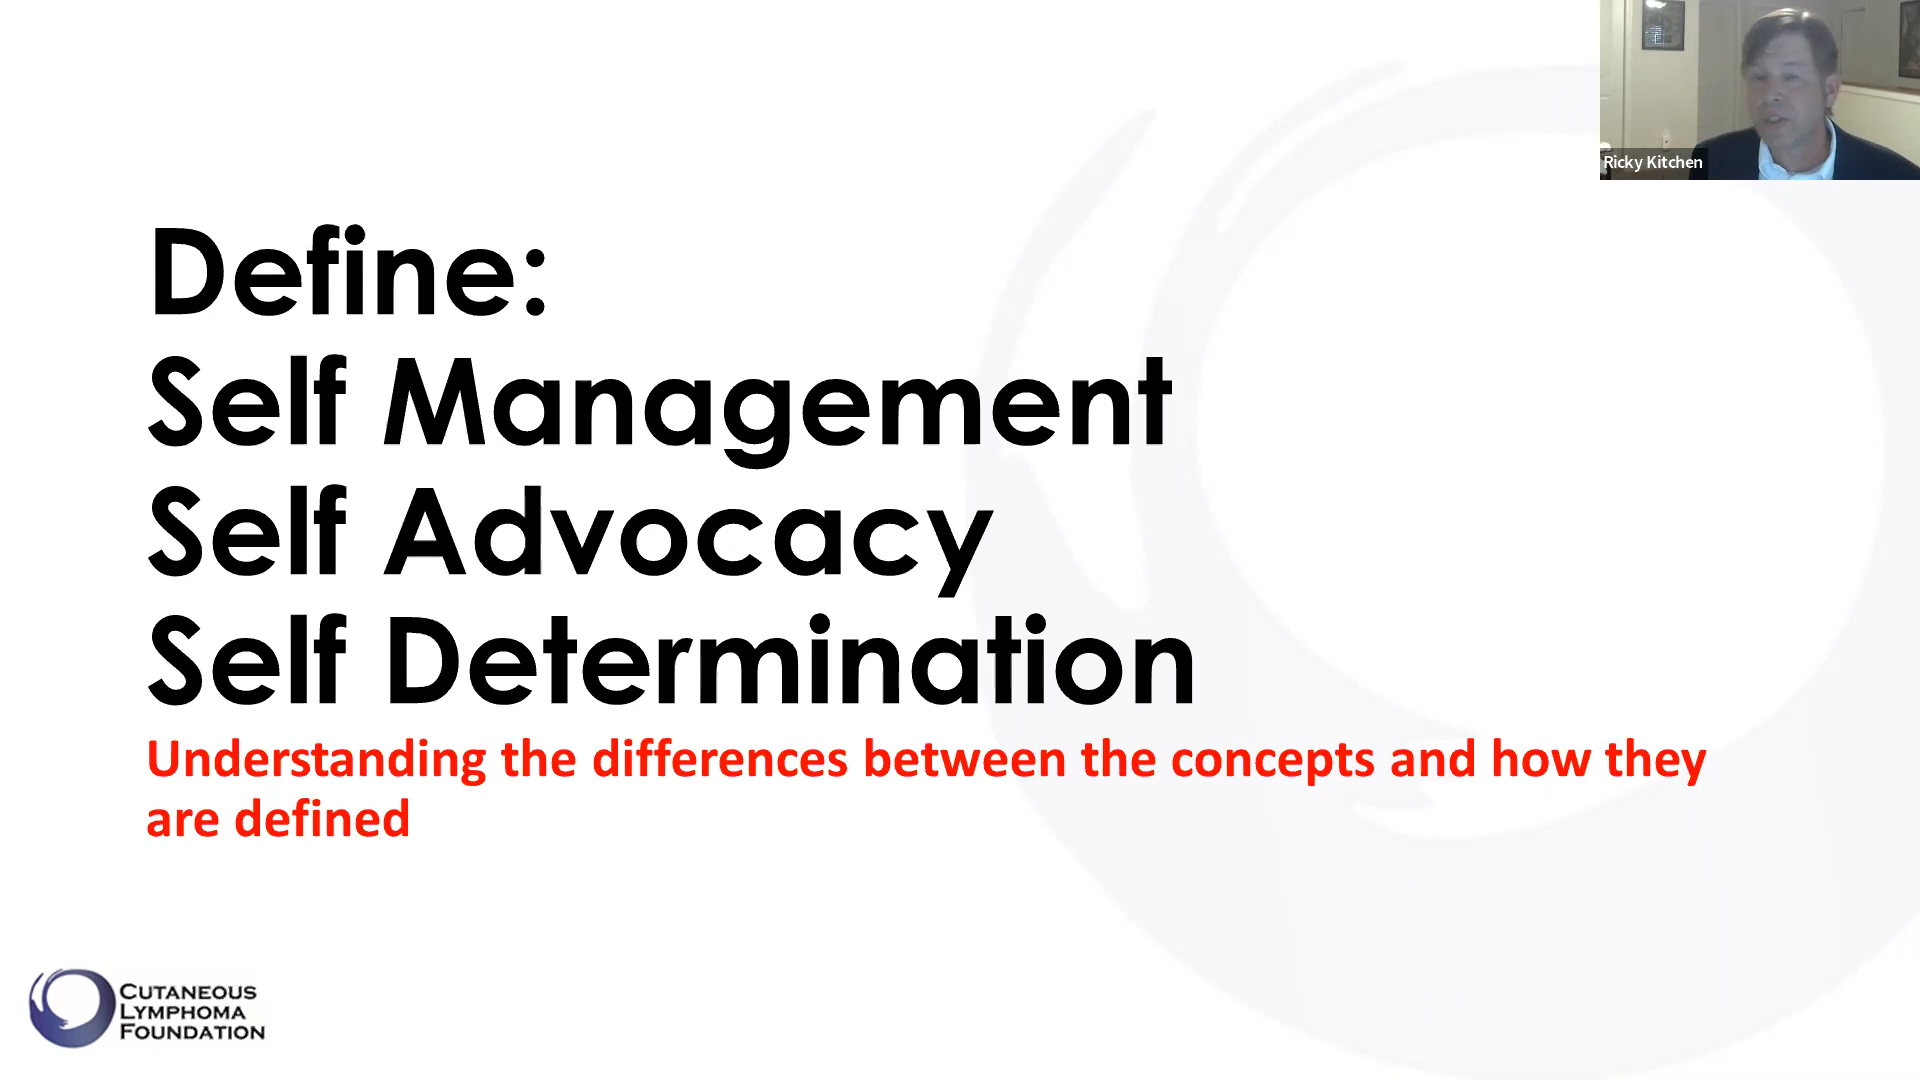 Ricky Kitchen
Define:
Self Management
Self Advocacy
Self Determination
Understanding the differences between the concepts and how they
are defined
CUTANEOUS
LYMPHOMA
FOUNDATION